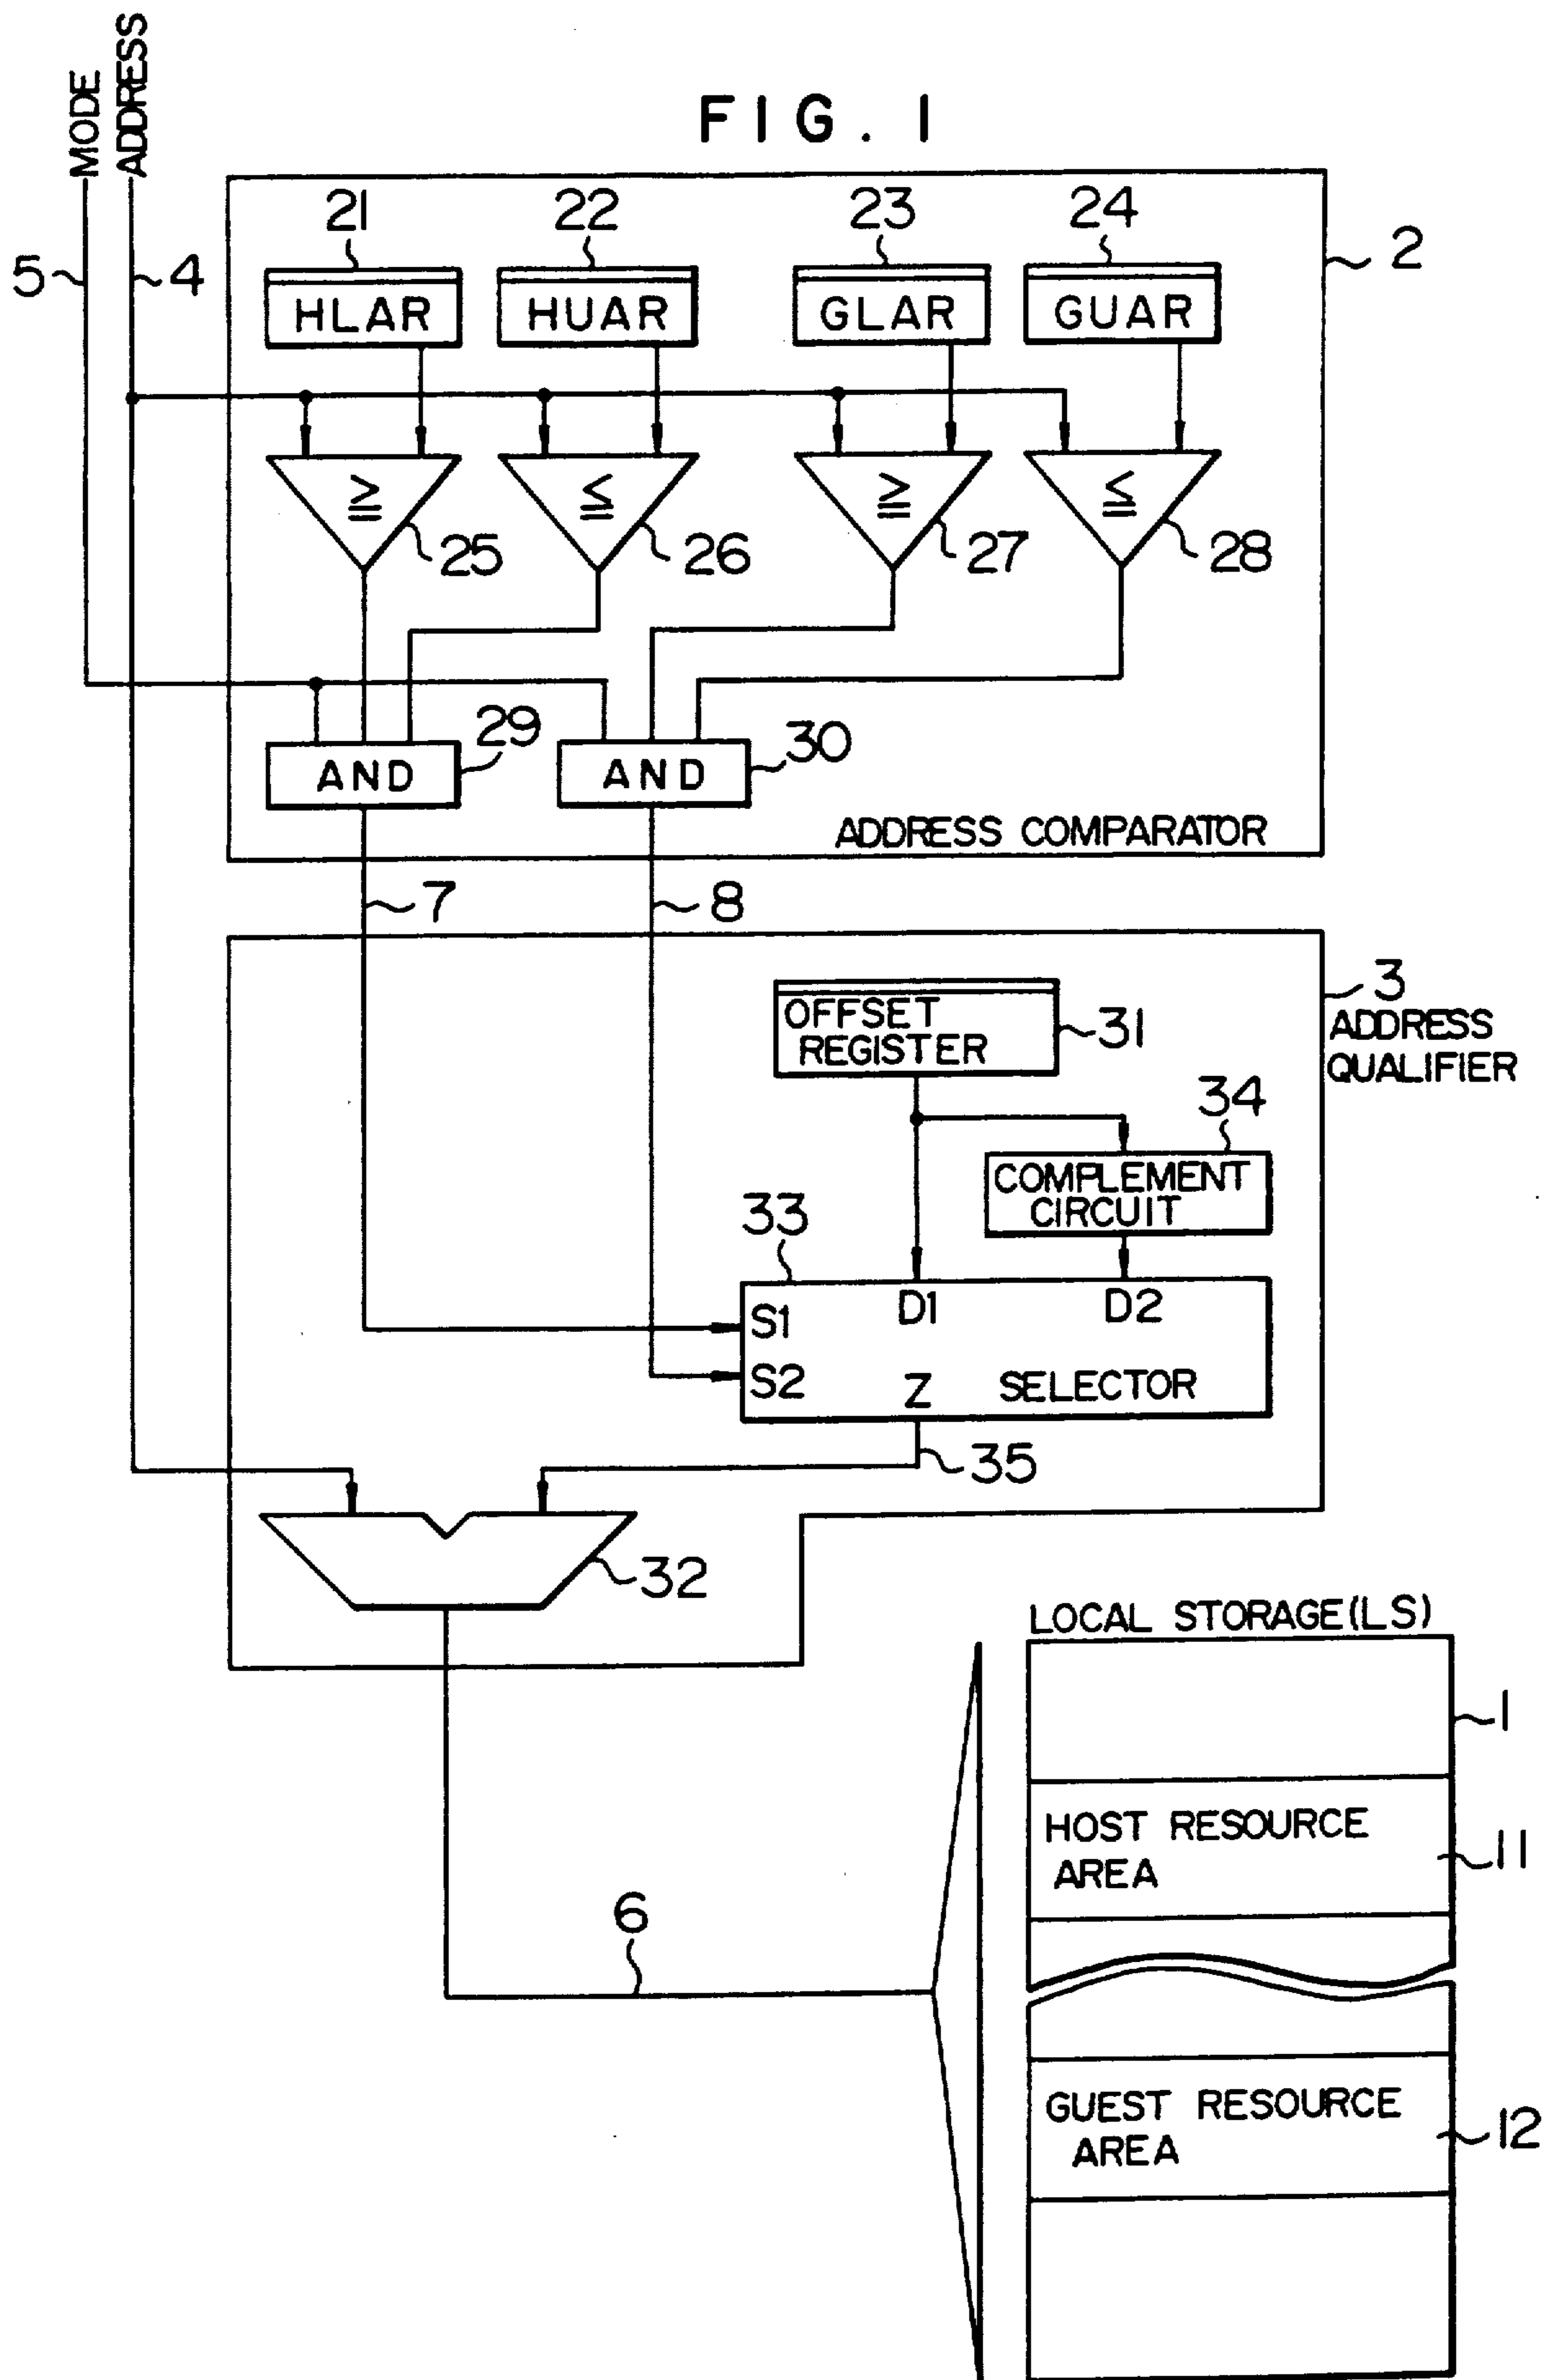 FIG. 1
MODE
ADDRESS
5
4
21
22
23
24
2
HLAR
HUAR
GLAR
GUAR
≧
≦
≧
≦
25
26
27
28
29
30
AND
AND
ADDRESS COMPARATOR
7
8
3
ADDRESS
QUALIFIER
OFFSET
REGISTER
31
34
COMPLEMENT
CIRCUIT
33
S1
D1
D2
S2
Z
SELECTOR
35
32
LOCAL STORAGE(LS)
1
HOST RESOURCE
AREA
11
6
GUEST RESOURCE
AREA
12